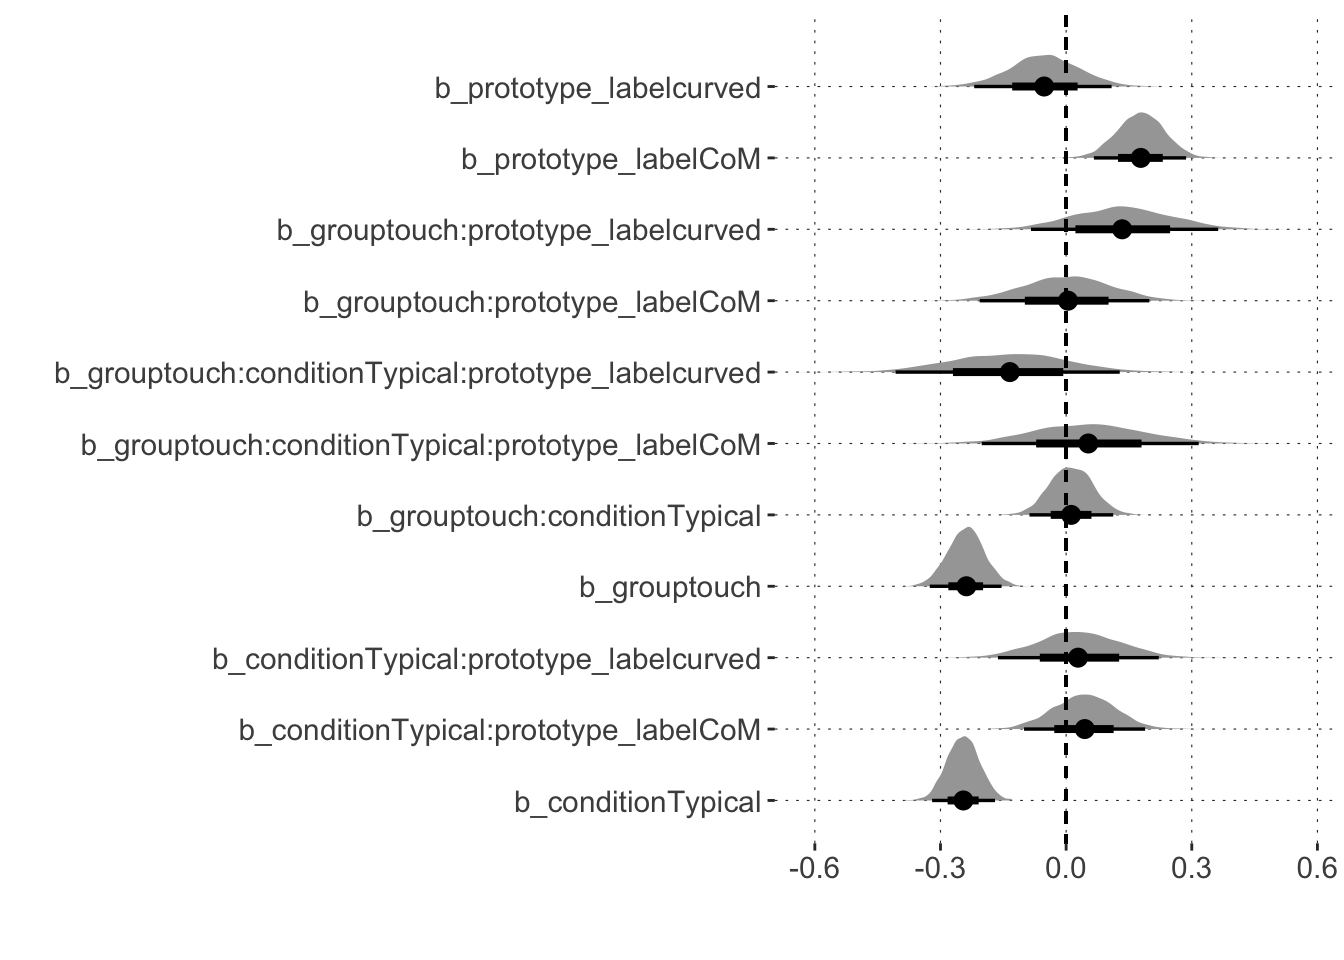 b_prototype_labelcurved
b_prototype_labelCoM
b_grouptouch:prototype_labelcurved
b_grouptouch:prototype_labelCoM
b_grouptouch:conditionTypical:prototype_labelcurved
b_grouptouch:conditionTypical:prototype_labelCoM
b_grouptouch:conditionTypical
b_grouptouch
b_conditionTypical:prototype_labelcurved
b_conditionTypical:prototype_labelCoM
b_conditionTypical
-0.6 -0.3 0.0 0.3 0.6